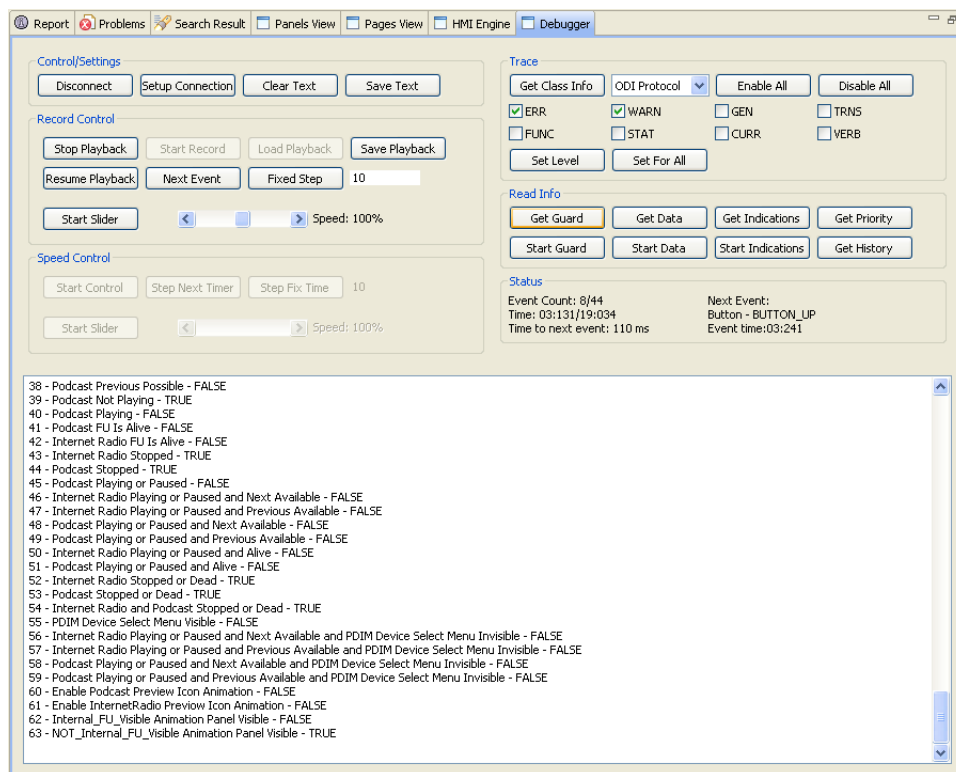 Report Problems Search Result Panels View Pages View HMI Engine Debugger
Control/Settings
Disconnect Setup Connection Clear Text Save Text
Record Control
Stop Playback Start Record Load Playback Save Playback
Resume Playback Next Event Fixed Step 10
Start Slider Speed: 100%
Speed Control
Start Control Step Next Timer Step Fix Time 10
Start Slider Speed: 100%
Trace
Get Class Info ODI Protocol Enable All Disable All
ERR WARN GEN TRNS
FUNC STAT CURR VERB
Set Level Set For All
Read Info
Get Guard Get Data Get Indications Get Priority
Start Guard Start Data Start Indications Get History
Status
Event Count: 8/44 Next Event:
Time: 03:131/19:034 Button - BUTTON_UP
Time to next event: 110 ms Event time:03:241
38 - Podcast Previous Possible - FALSE
39 - Podcast Not Playing - TRUE
40 - Podcast Playing - FALSE
41 - Podcast FU Is Alive - FALSE
42 - Internet Radio FU Is Alive - FALSE
43 - Internet Radio Stopped - TRUE
44 - Podcast Stopped - TRUE
45 - Podcast Playing or Paused - FALSE
46 - Internet Radio Playing or Paused and Next Available - FALSE
47 - Internet Radio Playing or Paused and Previous Available - FALSE
48 - Podcast Playing or Paused and Next Available - FALSE
49 - Podcast Playing or Paused and Previous Available - FALSE
50 - Internet Radio Playing or Paused and Alive - FALSE
51 - Podcast Playing or Paused and Alive - FALSE
52 - Internet Radio Stopped or Dead - TRUE
53 - Podcast Stopped or Dead - TRUE
54 - Internet Radio and Podcast Stopped or Dead - TRUE
55 - PDIM Device Select Menu Visible - FALSE
56 - Internet Radio Playing or Paused and Next Available and PDIM Device Select Menu Invisible - FALSE
57 - Internet Radio Playing or Paused and Previous Available and PDIM Device Select Menu Invisible - FALSE
58 - Podcast Playing or Paused and Next Available and PDIM Device Select Menu Invisible - FALSE
59 - Podcast Playing or Paused and Previous Available and PDIM Device Select Menu Invisible - FALSE
60 - Enable Podcast Preview Icon Animation - FALSE
61 - Enable InternetRadio Preview Icon Animation - FALSE
62 - Internal_FU_Visible Animation Panel Visible - FALSE
63 - NOT_Internal_FU_Visible Animation Panel Visible - TRUE